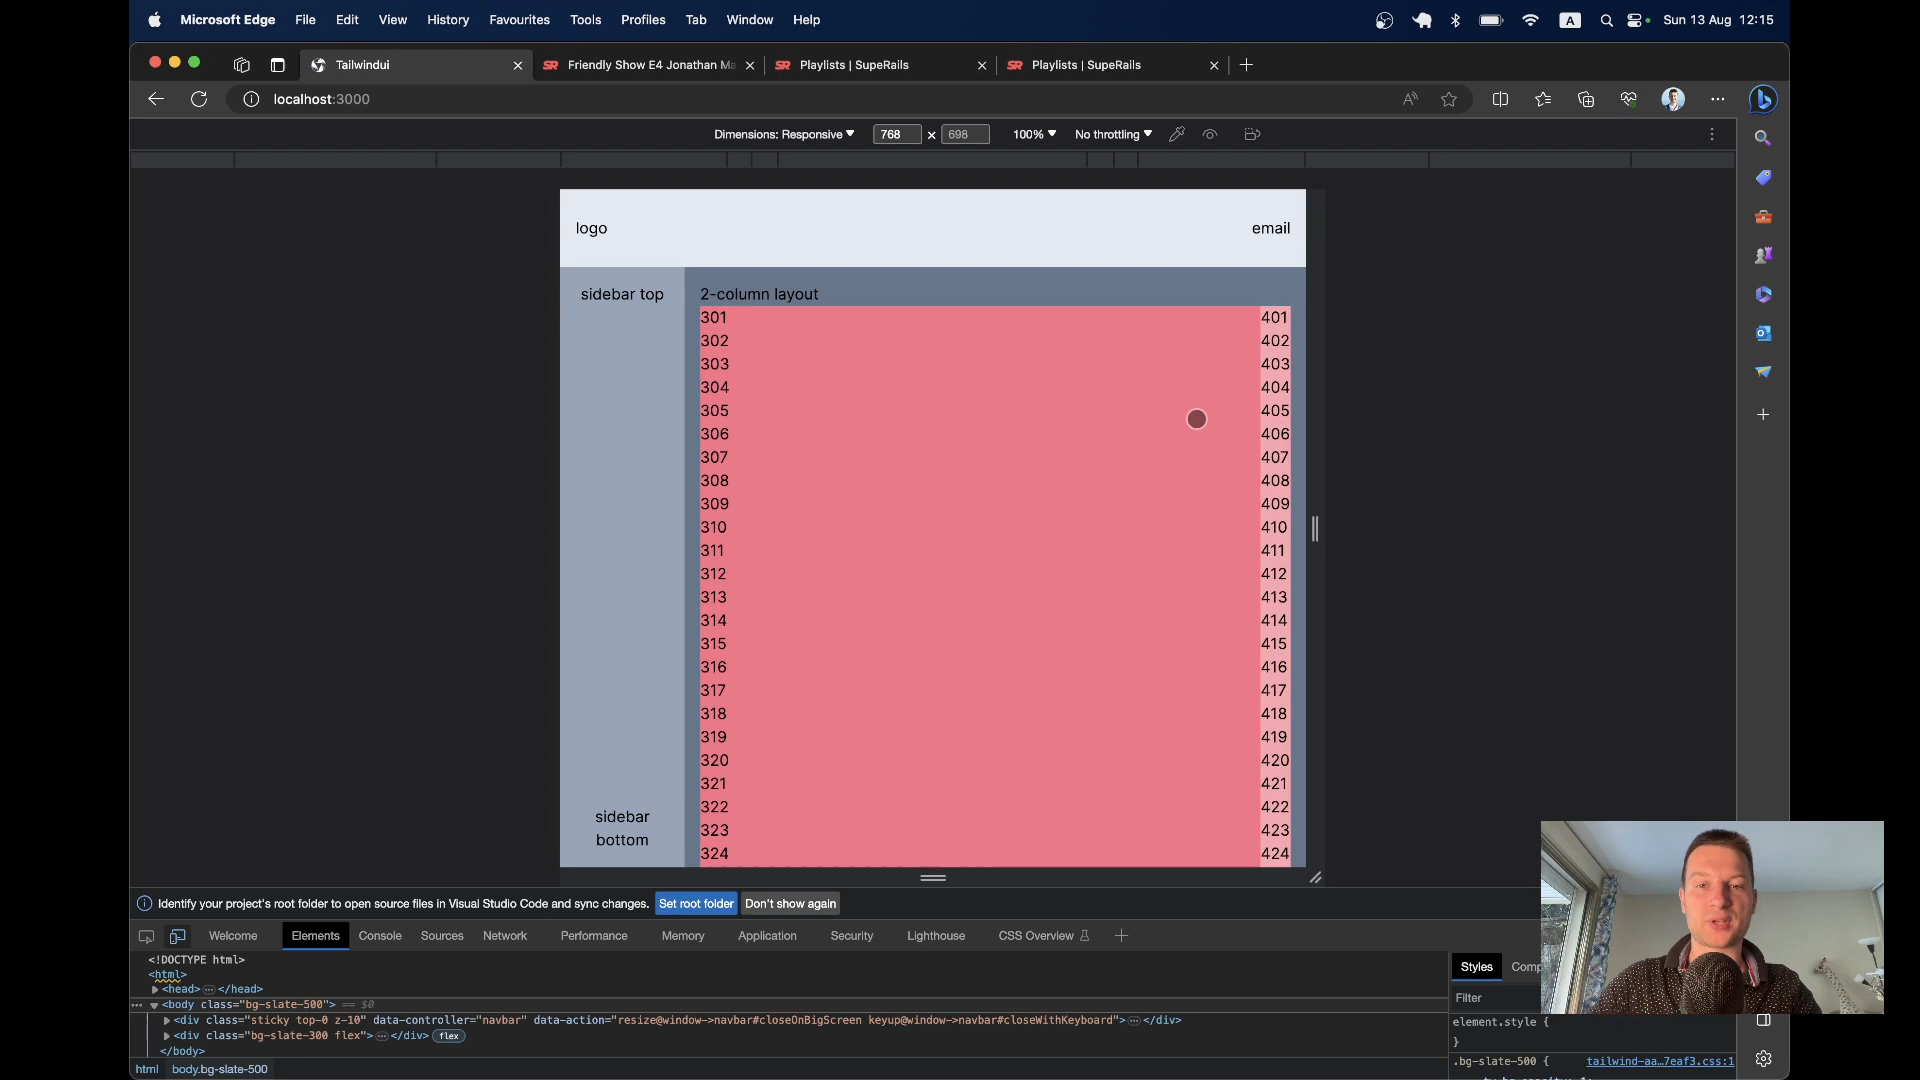 Microsoft Edge File Edit View History Favourites Tools Profiles Tab Window Help A Sun 13 Aug 12:15
Tailwindui SR Friendly Show E4 Jonathan Ma SR Playlists | SupeRails SR Playlists | SupeRails
localhost:3000
Dimensions: Responsive 768 × 698 100% No throttling
logo email
sidebar top 2-column layout
301 401
302 402
303 403
304 404
305 405
306 406
307 407
308 408
309 409
310 410
311 411
312 412
313 413
314 414
315 415
316 416
317 417
318 418
319 419
320 420
321 421
322 422
sidebar
323 423
bottom
324 424
Identify your project's root folder to open source files in Visual Studio Code and sync changes. Set root folder Don't show again
Welcome Elements Console Sources Network Performance Memory Application Security Lighthouse CSS Overview
<!DOCTYPE html>
<html>
<head>…</head>
<body class="bg-slate-500"> == $0
<div class="sticky top-0 z-10" data-controller="navbar" data-action="resize@window->navbar#closeOnBigScreen keyup@window->navbar#closeWithKeyboard">…</div>
<div class="bg-slate-300 flex">…</div> flex
</body>
html body.bg-slate-500
Styles Comp
Filter
element.style {
}
.bg-slate-500 { tailwind-aa…7eaf3.css:1